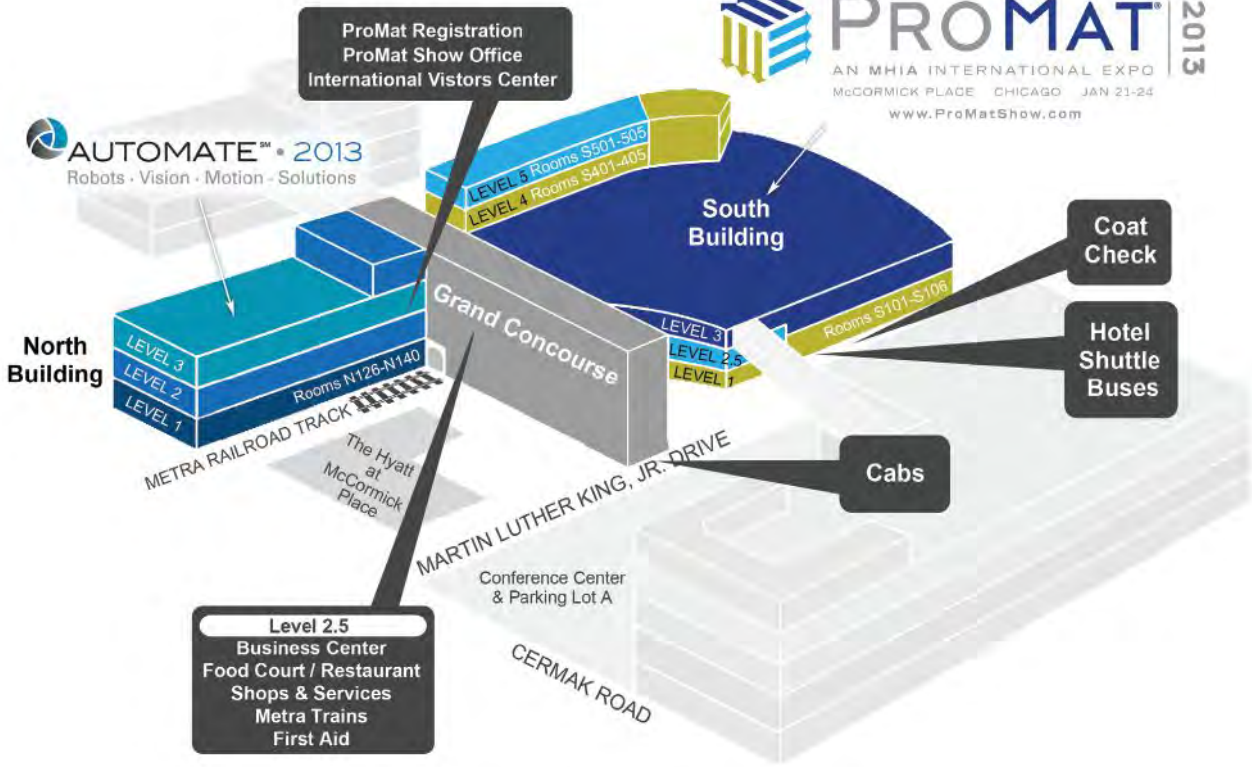 ProMat Registration
ProMat Show Office
International Vistors Center
PROMAT®
2013
AN MHIA INTERNATIONAL EXPO
McCORMICK PLACE CHICAGO JAN 21-24
www.ProMatShow.com
AUTOMATE℠ • 2013
Robots · Vision · Motion · Solutions
LEVEL 5 Rooms S501-505
LEVEL 4 Rooms S401-405
South
Building
Coat
Check
Grand Concourse
Rooms S101-S106
LEVEL 3
LEVEL 2.5
LEVEL 1
Hotel
Shuttle
Buses
North
Building
LEVEL 3
LEVEL 2
LEVEL 1
Rooms N126-N140
METRA RAILROAD TRACK
The Hyatt
at
McCormick
Place
MARTIN LUTHER KING, JR. DRIVE
Cabs
Conference Center
& Parking Lot A
CERMAK ROAD
Level 2.5
Business Center
Food Court / Restaurant
Shops & Services
Metra Trains
First Aid